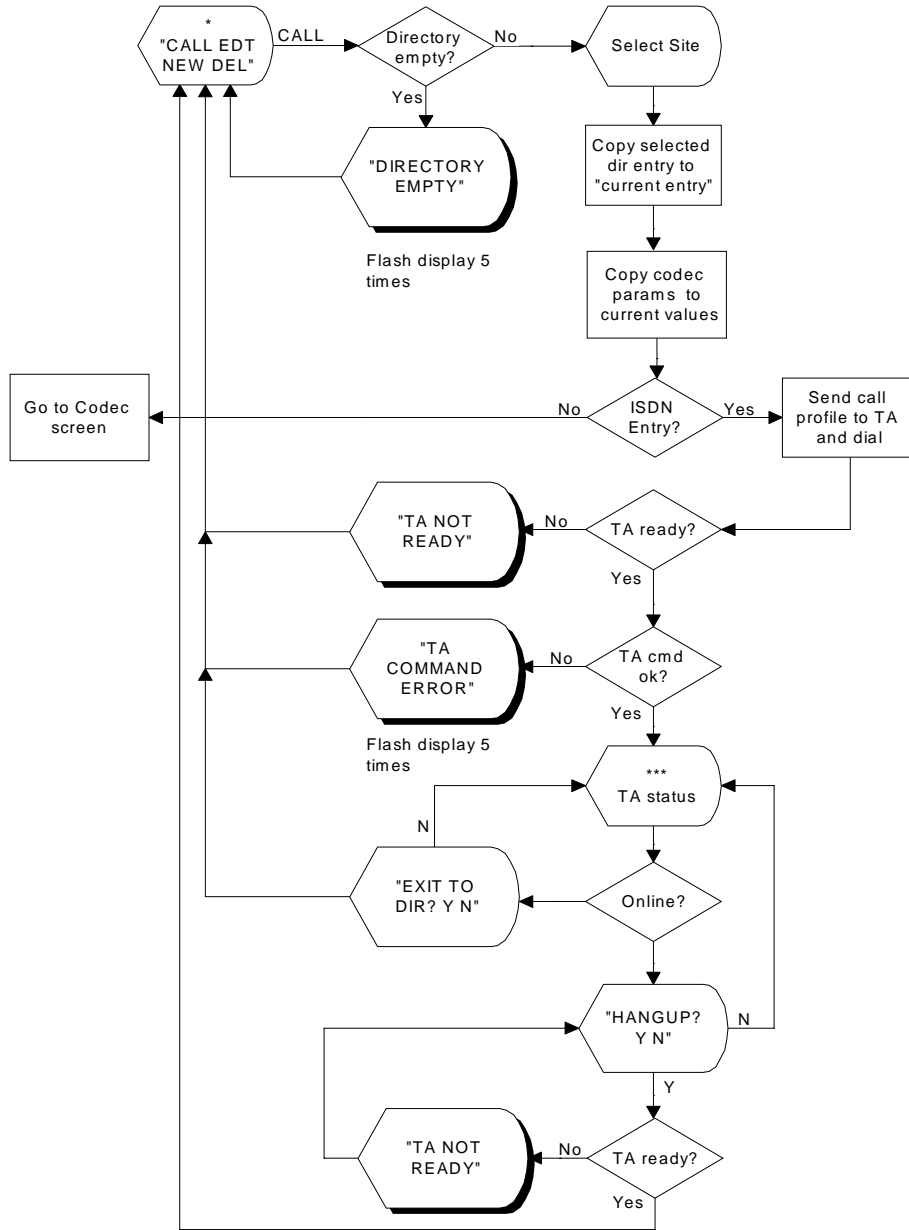 *
"CALL EDT
NEW DEL"
CALL
Directory
empty?
No
Select Site
Yes
"DIRECTORY
EMPTY"
Flash display 5
times
Copy selected
dir entry to
"current entry"
Copy codec
params to
current values
Go to Codec
screen
No
ISDN
Entry?
Yes
Send call
profile to TA
and dial
"TA NOT
READY"
No
TA ready?
Yes
"TA
COMMAND
ERROR"
No
TA cmd
ok?
Yes
Flash display 5
times
***
TA status
N
"EXIT TO
DIR? Y N"
Online?
"HANGUP?
Y N"
N
Y
"TA NOT
READY"
No
TA ready?
Yes